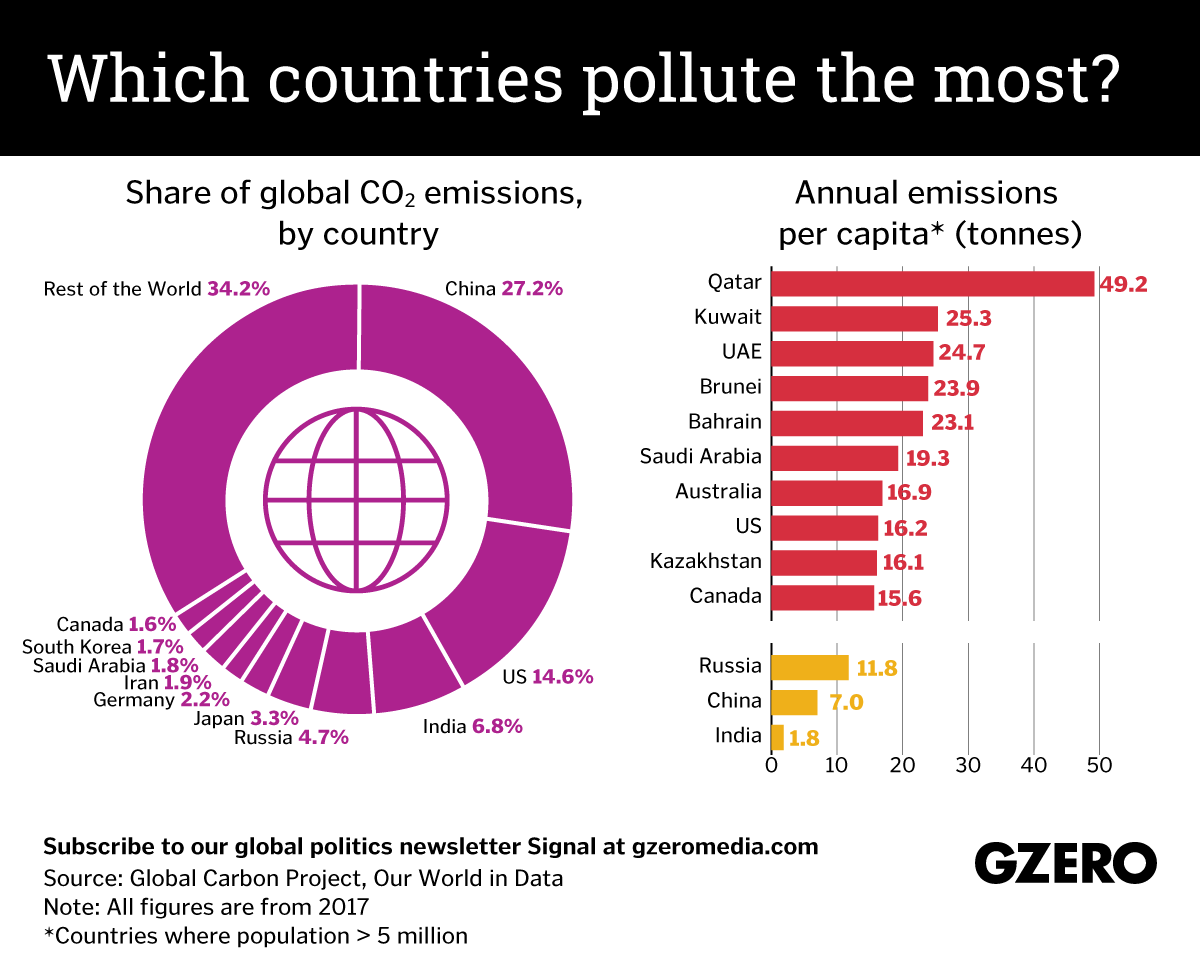 Which countries pollute the most?
Share of global CO₂ emissions,
by country
Rest of the World 34.2%
China 27.2%
US 14.6%
India 6.8%
Russia 4.7%
Japan 3.3%
Germany 2.2%
Iran 1.9%
Saudi Arabia 1.8%
South Korea 1.7%
Canada 1.6%
Annual emissions
per capita* (tonnes)
Qatar 49.2
Kuwait 25.3
UAE 24.7
Brunei 23.9
Bahrain 23.1
Saudi Arabia 19.3
Australia 16.9
US 16.2
Kazakhstan 16.1
Canada 15.6
Russia 11.8
China 7.0
India 1.8
0 10 20 30 40 50
Subscribe to our global politics newsletter Signal at gzeromedia.com
Source: Global Carbon Project, Our World in Data
Note: All figures are from 2017
*Countries where population > 5 million
GZERO